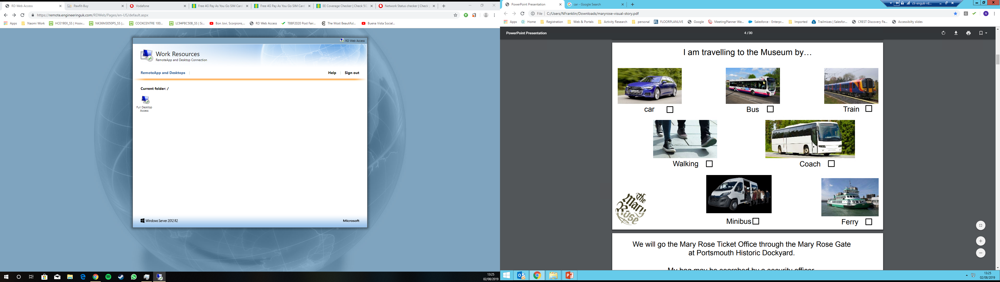 RD Web Access
Pawfit-Buy
Vodafone
Free 4G Pay As You Go SIM Card
Free 4G Pay As You Go SIM Card
EE Coverage Checker | Check 5G,
Network Status checker | Check y
https://remote.engineeringuk.com/RDWeb/Pages/en-US/default.aspx
Apps
Naomi Work
HCE190X_SS | Hoov...
NK36M3050PS_SS |...
COOKCENTRE 100...
LC94PBC50B_SS | Si...
Bon Jovi, Scorpions,...
RD Web Access
TBBF2020 Post Fair...
The Most Beautiful...
Buena Vista Social...
RD Web Access
Work Resources
RemoteApp and Desktop Connection
RemoteApp and Desktops
Help
Sign out
Current folder: /
Full Desktop
Access
Windows Server 2012 R2
Microsoft
13:25
02/08/2019
PowerPoint Presentation
car - Google Search
cli-enguk-rd...
File
C:/Users/NFranklin/Downloads/maryrose-visual-story.pdf
N
Apps
Home
Registration
Web & Portals
Activity Research
personal
FLOORPLANLIVE
Google
MeetingPlanner We...
Salesforce - Enterpr...
Imported
Trailmixes | Salesfor...
CREST Discovery Pa...
Accessibilty slides
PowerPoint Presentation
4 / 30
I am travelling to the Museum by…
car
Bus
Train
Walking
Coach
Minibus
Ferry
the
Mary
Rose
We will go the Mary Rose Ticket Office through the Mary Rose Gate
at Portsmouth Historic Dockyard.
My bag may be searched by a security officer
13:25
02/08/2019